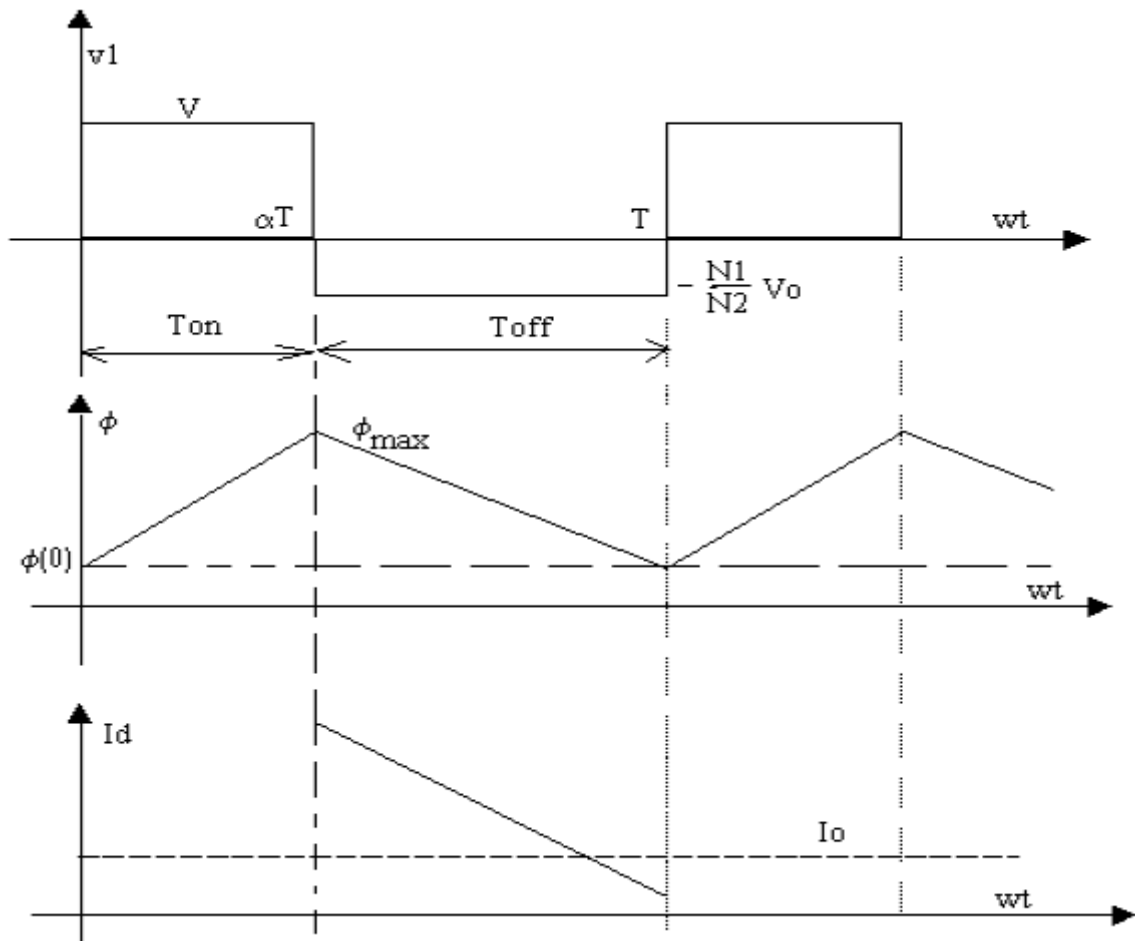 v1
V
αT
T
wt
- N1/N2 Vo
Ton
Toff
ϕ
ϕmax
ϕ(0)
wt
Id
Io
wt